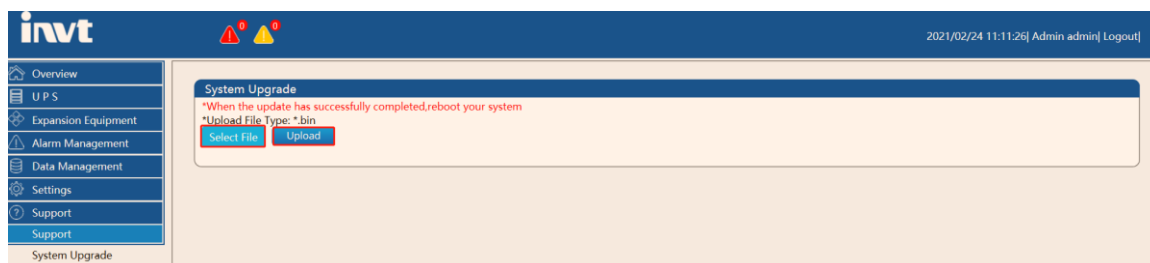 invt
0 0
2021/02/24 11:11:26| Admin admin| Logout|
Overview
UPS
Expansion Equipment
Alarm Management
Data Management
Settings
Support
Support
System Upgrade
System Upgrade
*When the update has successfully completed,reboot your system
*Upload File Type: *.bin
Select File Upload